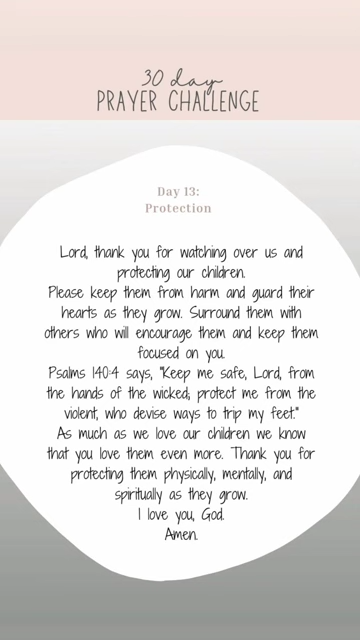 30 day
PRAYER CHALLENGE
Day 13:
Protection
Lord, thank you for watching over us and
protecting our children.
Please keep them from harm and guard their
hearts as they grow. Surround them with
others who will encourage them and keep them
focused on you.
Psalms 140:4 says, "Keep me safe, Lord, from
the hands of the wicked; protect me from the
violent, who devise ways to trip my feet."
As much as we love our children we know
that you love them even more. Thank you for
protecting them physically, mentally, and
spiritually as they grow.
I love you, God.
Amen.